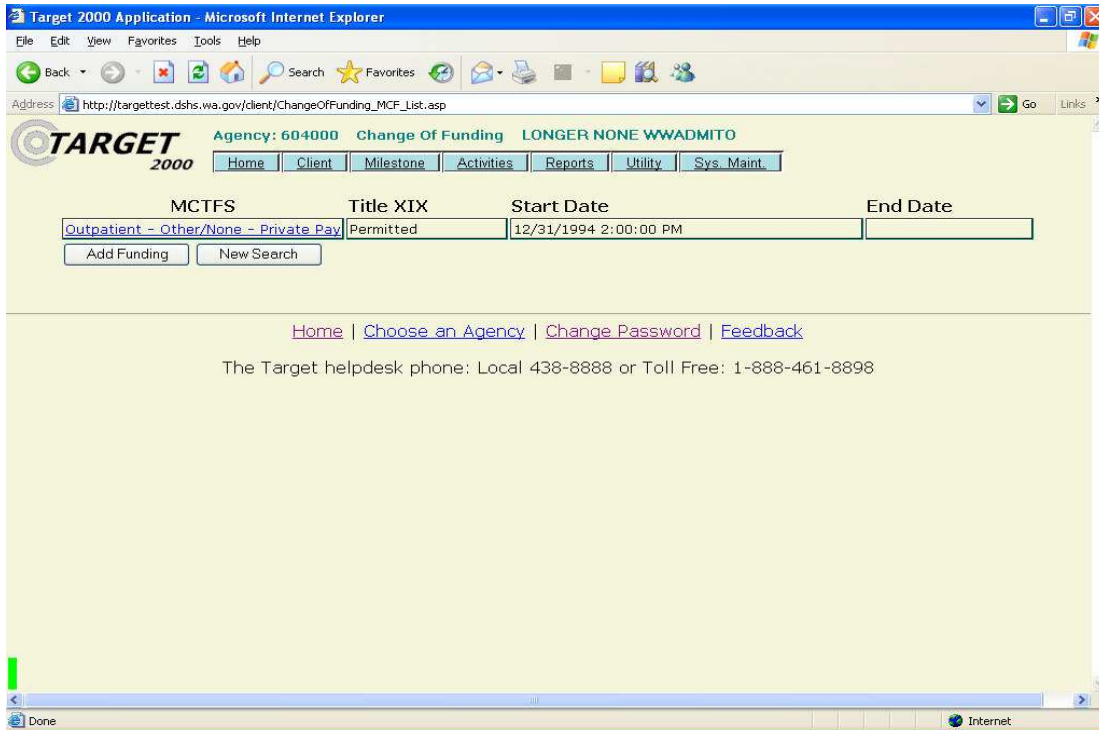 Target 2000 Application - Microsoft Internet Explorer
File Edit View Favorites Tools Help
Back Search Favorites
Address http://targettest.dshs.wa.gov/client/ChangeOfFunding_MCF_List.asp Go Links
TARGET 2000
Agency: 604000 Change Of Funding LONGER NONE WWADMITO
Home Client Milestone Activities Reports Utility Sys. Maint.
MCTFS Title XIX Start Date End Date
Outpatient - Other/None - Private Pay Permitted 12/31/1994 2:00:00 PM
Add Funding New Search
Home | Choose an Agency | Change Password | Feedback
The Target helpdesk phone: Local 438-8888 or Toll Free: 1-888-461-8898
Done Internet